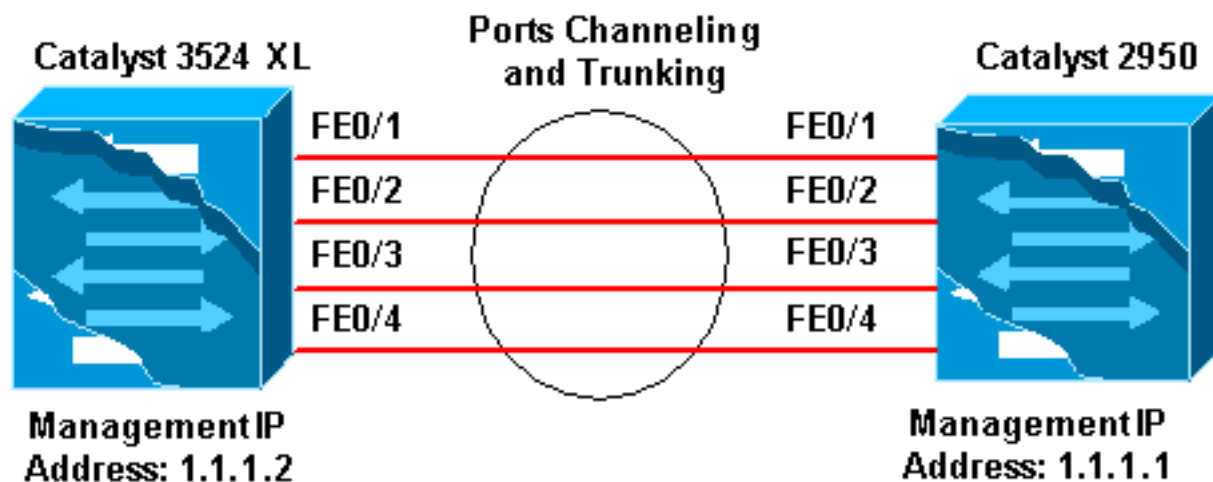 Ports Channeling
and Trunking
Catalyst 3524 XL
Catalyst 2950
FE0/1
FE0/1
FE0/2
FE0/2
FE0/3
FE0/3
FE0/4
FE0/4
Management IP
Address: 1.1.1.2
Management IP
Address: 1.1.1.1